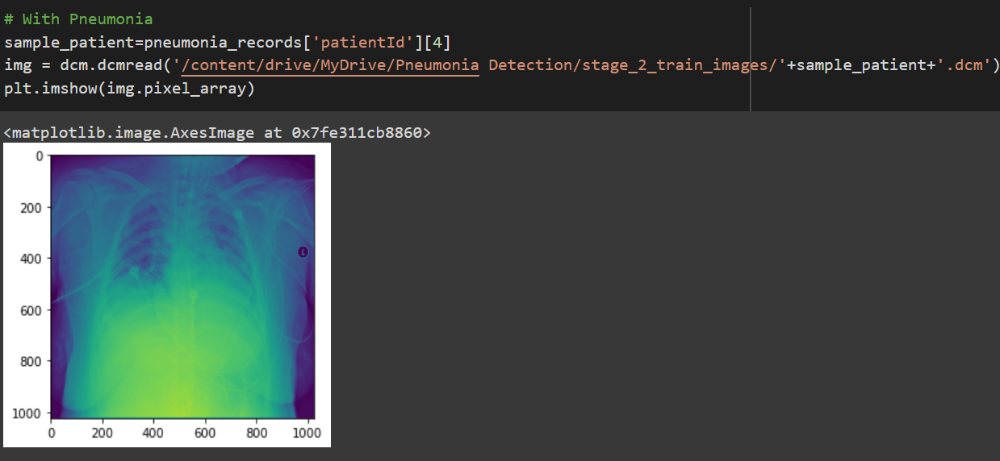 # With Pneumonia
sample_patient=pneumonia_records['patientId'][4]
img = dcm.dcmread('/content/drive/MyDrive/Pneumonia Detection/stage_2_train_images/'+sample_patient+'.dcm')
plt.imshow(img.pixel_array)
<matplotlib.image.AxesImage at 0x7fe311cb8860>
0
200
400
L
600
800
1000
0 200 400 600 800 1000